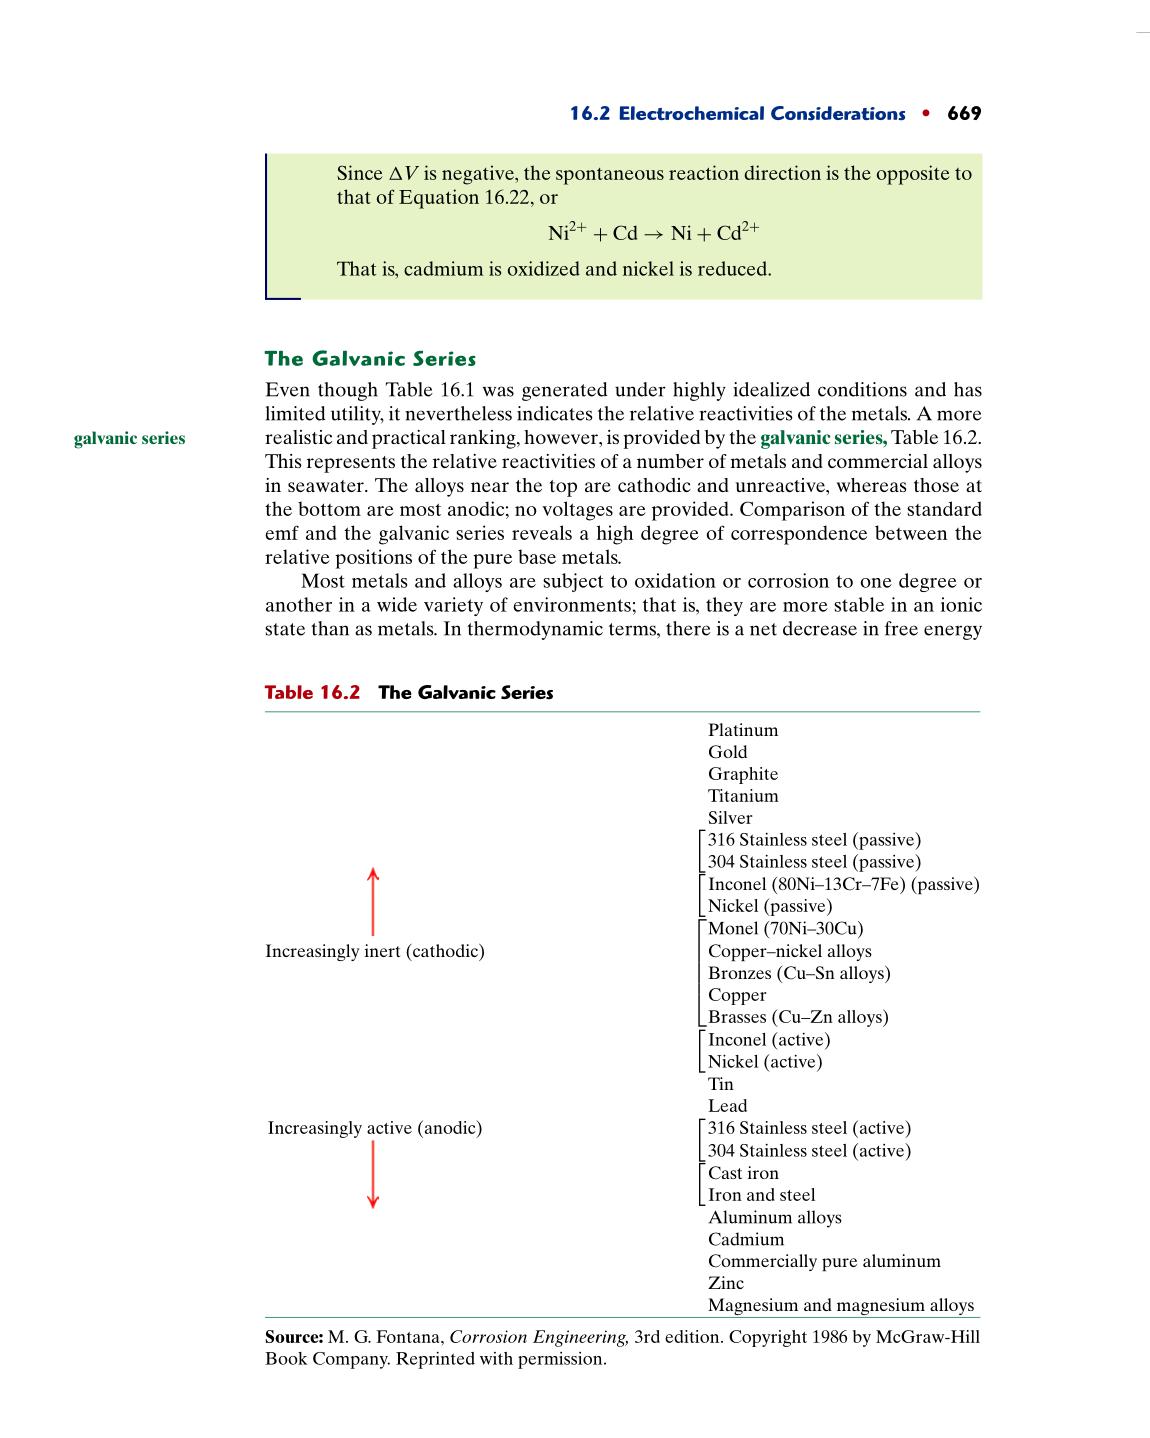 16.2 Electrochemical Considerations • 669
Since ΔV is negative, the spontaneous reaction direction is the opposite to
that of Equation 16.22, or
Ni²⁺ + Cd → Ni + Cd²⁺
That is, cadmium is oxidized and nickel is reduced.
The Galvanic Series
Even though Table 16.1 was generated under highly idealized conditions and has
limited utility, it nevertheless indicates the relative reactivities of the metals. A more
galvanic series
realistic and practical ranking, however, is provided by the galvanic series, Table 16.2.
This represents the relative reactivities of a number of metals and commercial alloys
in seawater. The alloys near the top are cathodic and unreactive, whereas those at
the bottom are most anodic; no voltages are provided. Comparison of the standard
emf and the galvanic series reveals a high degree of correspondence between the
relative positions of the pure base metals.
Most metals and alloys are subject to oxidation or corrosion to one degree or
another in a wide variety of environments; that is, they are more stable in an ionic
state than as metals. In thermodynamic terms, there is a net decrease in free energy
Table 16.2 The Galvanic Series
Platinum
Gold
Graphite
Titanium
Silver
316 Stainless steel (passive)
304 Stainless steel (passive)
Inconel (80Ni–13Cr–7Fe) (passive)
Nickel (passive)
Monel (70Ni–30Cu)
Increasingly inert (cathodic)
Copper–nickel alloys
Bronzes (Cu–Sn alloys)
Copper
Brasses (Cu–Zn alloys)
Inconel (active)
Nickel (active)
Tin
Lead
Increasingly active (anodic)
316 Stainless steel (active)
304 Stainless steel (active)
Cast iron
Iron and steel
Aluminum alloys
Cadmium
Commercially pure aluminum
Zinc
Magnesium and magnesium alloys
Source: M. G. Fontana, Corrosion Engineering, 3rd edition. Copyright 1986 by McGraw-Hill
Book Company. Reprinted with permission.